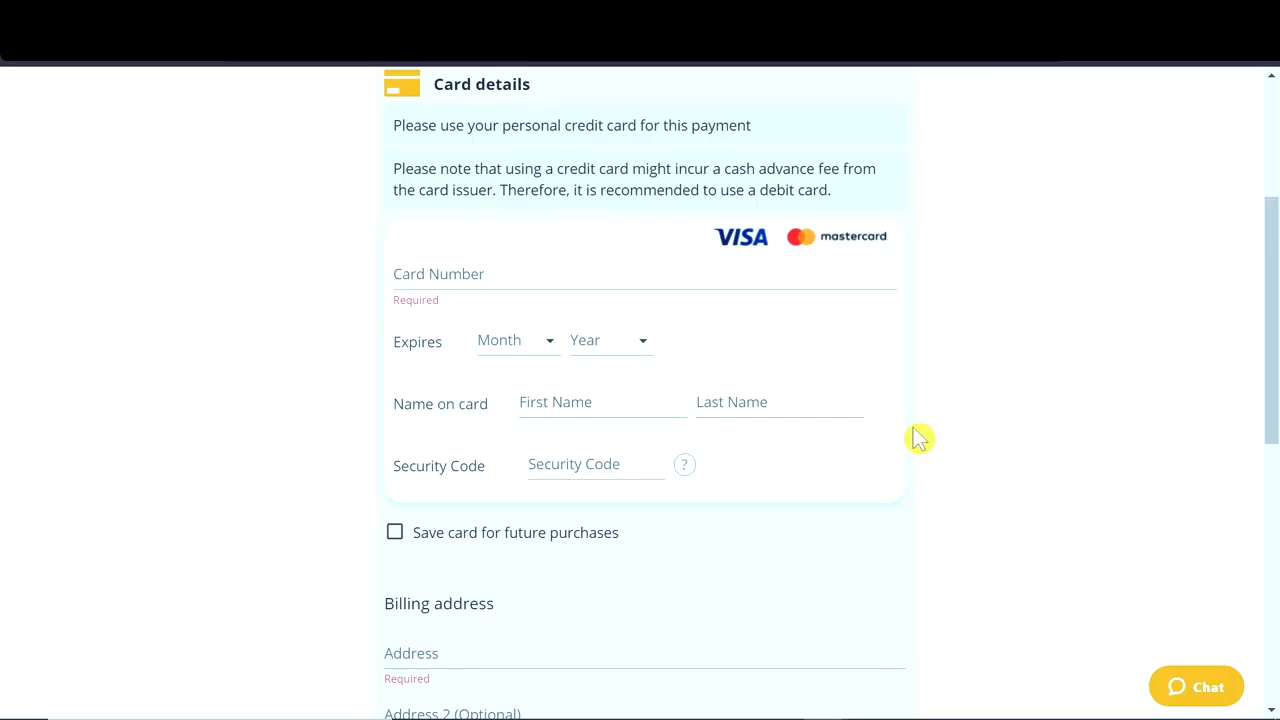 Card details
Please use your personal credit card for this payment
Please note that using a credit card might incur a cash advance fee from
the card issuer. Therefore, it is recommended to use a debit card.
VISA mastercard
Card Number
Required
Expires Month Year
Name on card First Name Last Name
Security Code Security Code ?
Save card for future purchases
Billing address
Address
Required
Address 2 (Optional)
Chat